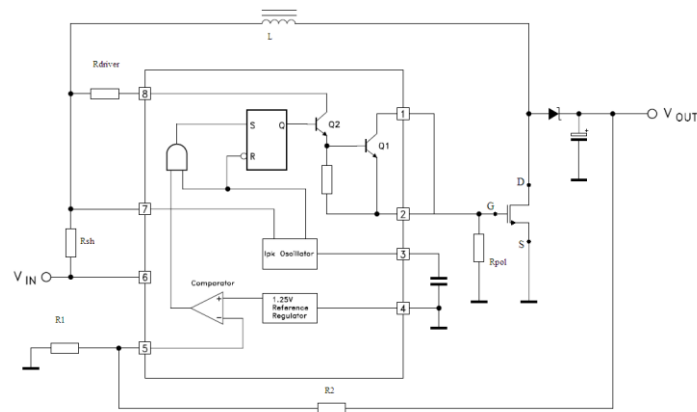 L
Rdriver
8
S
Q
Q2
1
V OUT
Q1
R
D
7
2
G
Rsh
Ipk Oscillator
3
S
Rpol
V IN
6
Comparator
+
1.25V
Reference
Regulator
4
R1
−
5
R2
+